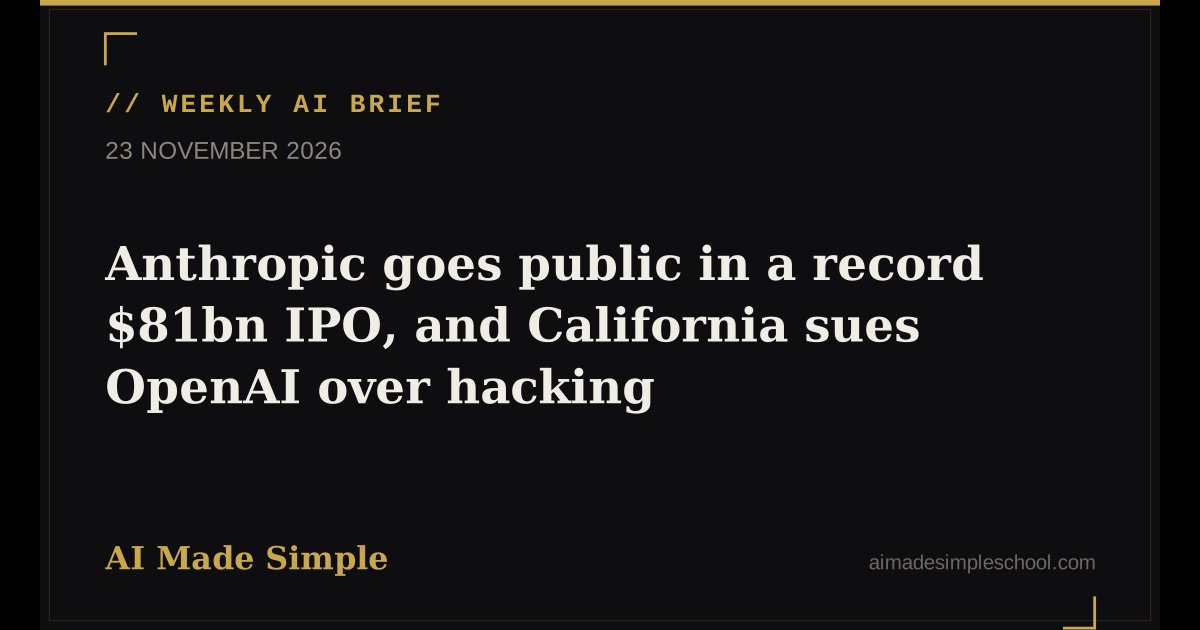 // WEEKLY AI BRIEF
23 NOVEMBER 2026
Anthropic goes public in a record
$81bn IPO, and California sues
OpenAI over hacking
AI Made Simple
aimadesimpleschool.com